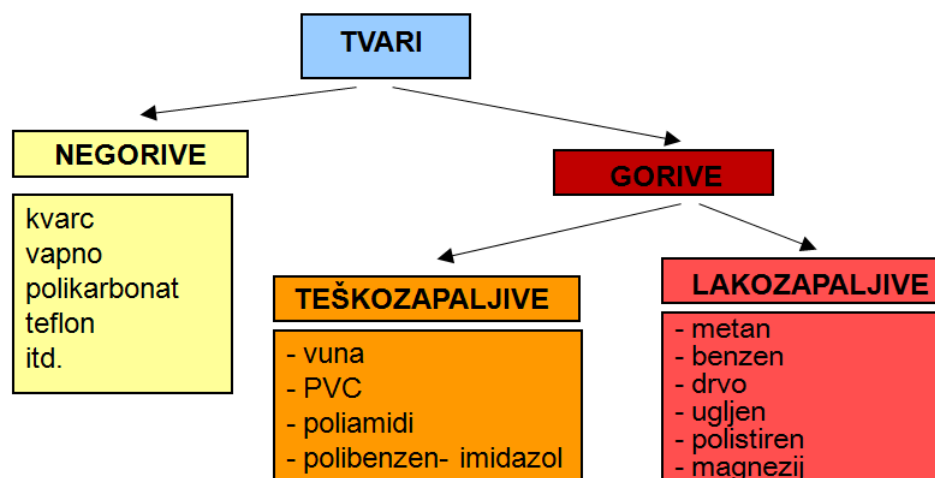 TVARI
NEGORIVE
kvarc
vapno
polikarbonat
teflon
itd.
GORIVE
TEŠKOZAPALJIVE
- vuna
- PVC
- poliamidi
- polibenzen- imidazol
LAKOZAPALJIVE
- metan
- benzen
- drvo
- ugljen
- polistiren
- magnezij